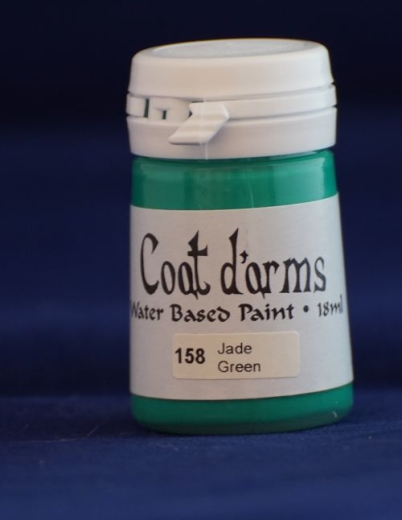 Coat d'arms
Water Based Paint • 18ml
158 Jade
Green